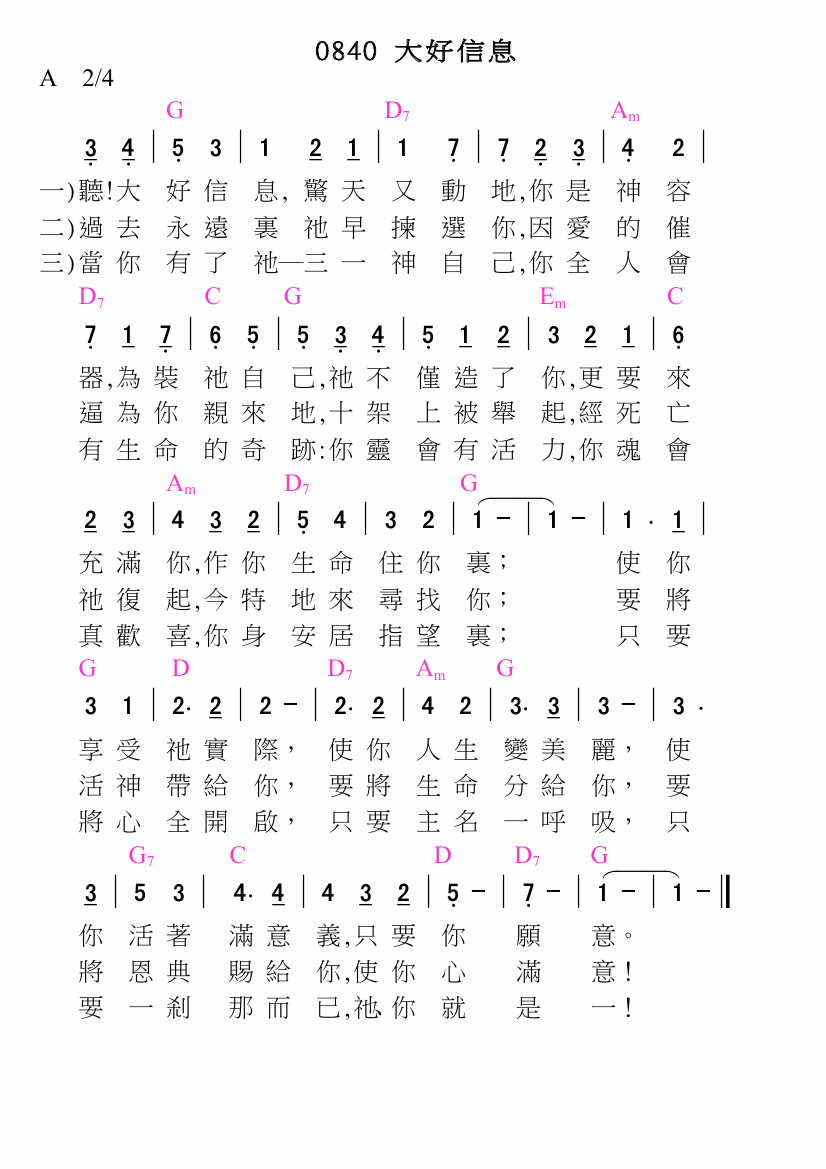 0840 大好信息
A 2/4
G D7 Am
3 4 | 5 3 | 1 2 1 | 1 7 | 7 2 3 | 4 2 |
一)聽!大 好 信 息, 驚 天 又 動 地,你 是 神 容
二)過 去 永 遠 裏 祂 早 揀 選 你,因 愛 的 催
三)當 你 有 了 祂—三 一 神 自 己,你 全 人 會
D7 C G Em C
7 1 7 | 6 5 | 5 3 4 | 5 1 2 | 3 2 1 | 6
器,為 裝 祂 自 己,祂 不 僅 造 了 你,更 要 來
逼 為 你 親 來 地,十 架 上 被 舉 起,經 死 亡
有 生 命 的 奇 跡:你 靈 會 有 活 力,你 魂 會
Am D7 G
2 3 | 4 3 2 | 5 4 | 3 2 | 1 - | 1 - | 1 . 1 |
充 滿 你,作 你 生 命 住 你 裏； 使 你
祂 復 起,今 特 地 來 尋 找 你； 要 將
真 歡 喜,你 身 安 居 指 望 裏； 只 要
G D D7 Am G
3 1 | 2. 2 | 2 - | 2. 2 | 4 2 | 3. 3 | 3 - | 3 .
享 受 祂 實 際， 使 你 人 生 變 美 麗， 使
活 神 帶 給 你， 要 將 生 命 分 給 你， 要
將 心 全 開 啟， 只 要 主 名 一 呼 吸， 只
G7 C D D7 G
3 | 5 3 | 4. 4 | 4 3 2 | 5 - | 7 - | 1 - | 1 - ‖
你 活 著 滿 意 義,只 要 你 願 意。
將 恩 典 賜 給 你,使 你 心 滿 意！
要 一 剎 那 而 已,祂、你 就 是 一！